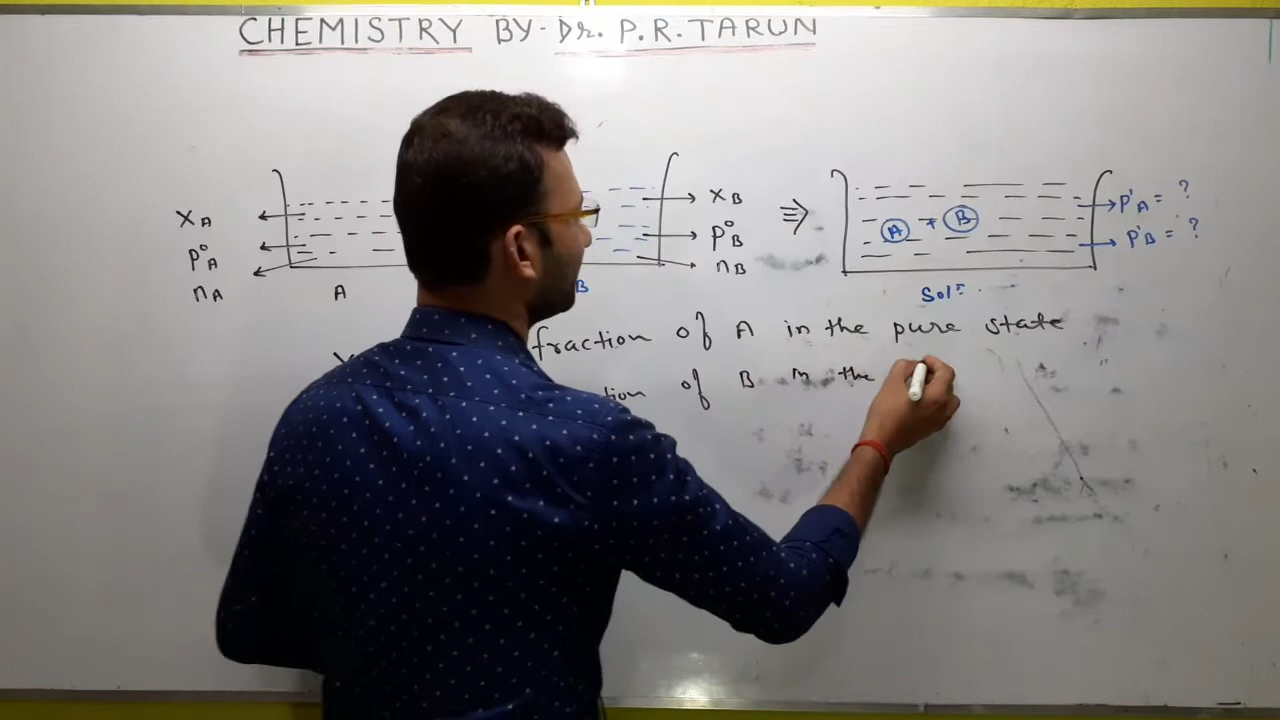 CHEMISTRY BY- Dr. P.R. TARUN
xA
p°A
nA
A
xB
p°B
nB
B
⇒
A + B
p'A = ?
p'B = ?
Solⁿ.
fraction of A in the pure state
of B in the